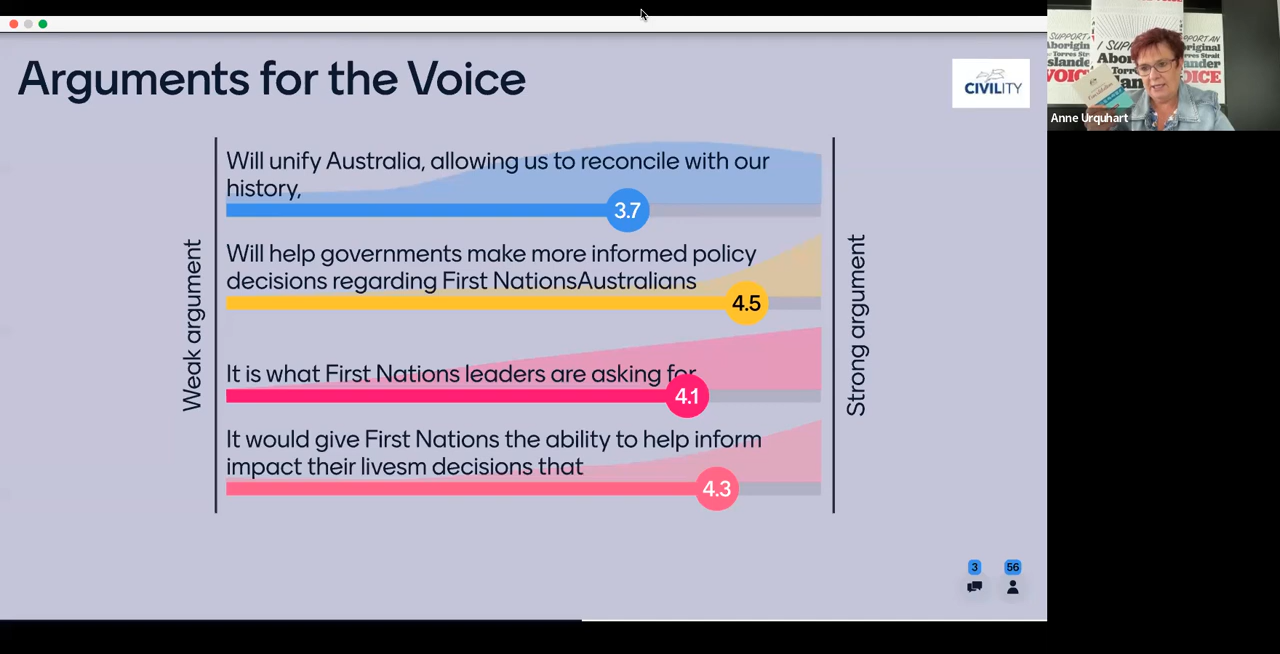 Arguments for the Voice
CIVILITY
Will unify Australia, allowing us to reconcile with our
history,
3.7
Will help governments make more informed policy
decisions regarding First NationsAustralians
4.5
It is what First Nations leaders are asking for
4.1
It would give First Nations the ability to help inform
impact their livesm decisions that
4.3
Weak argument
Strong argument
3
56
I SUPPORT
VOICE
Anne Urquhart